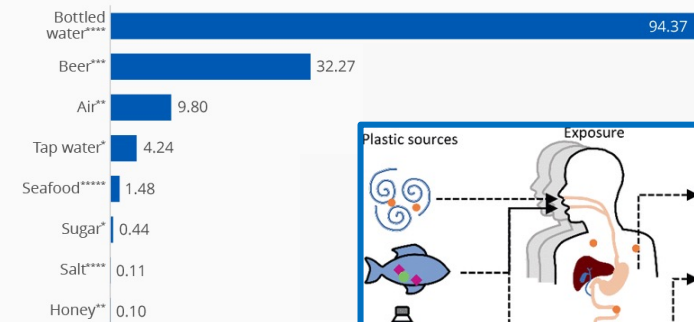 Bottled
water****
94.37
Beer***
32.27
Air**
9.80
Tap water*
4.24
Seafood*****
1.48
Sugar*
0.44
Salt****
0.11
Honey**
0.10
Plastic sources
Exposure